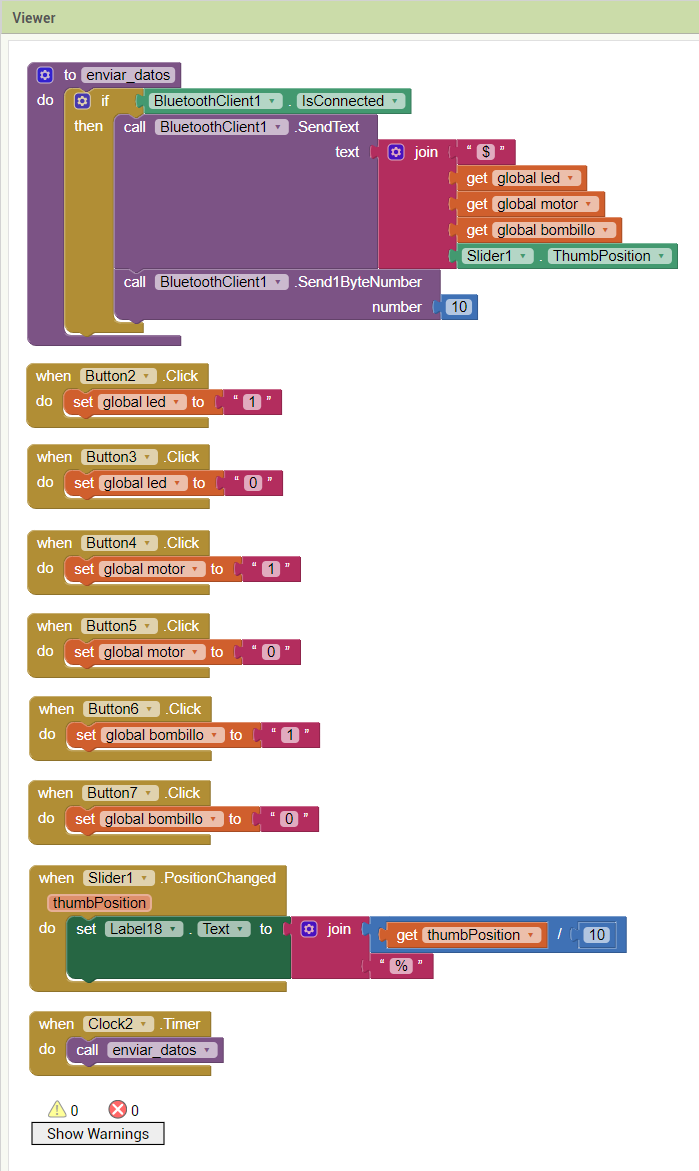 Viewer
to enviar_datos
do if BluetoothClient1 . IsConnected
then call BluetoothClient1 .SendText
text join “ $ ”
get global led
get global motor
get global bombillo
Slider1 . ThumbPosition
call BluetoothClient1 .Send1ByteNumber
number 10
when Button2 .Click
do set global led to “ 1 ”
when Button3 .Click
do set global led to “ 0 ”
when Button4 .Click
do set global motor to “ 1 ”
when Button5 .Click
do set global motor to “ 0 ”
when Button6 .Click
do set global bombillo to “ 1 ”
when Button7 .Click
do set global bombillo to “ 0 ”
when Slider1 .PositionChanged
thumbPosition
do set Label18 . Text to join get thumbPosition / 10
“ % ”
when Clock2 .Timer
do call enviar_datos
0 0
Show Warnings